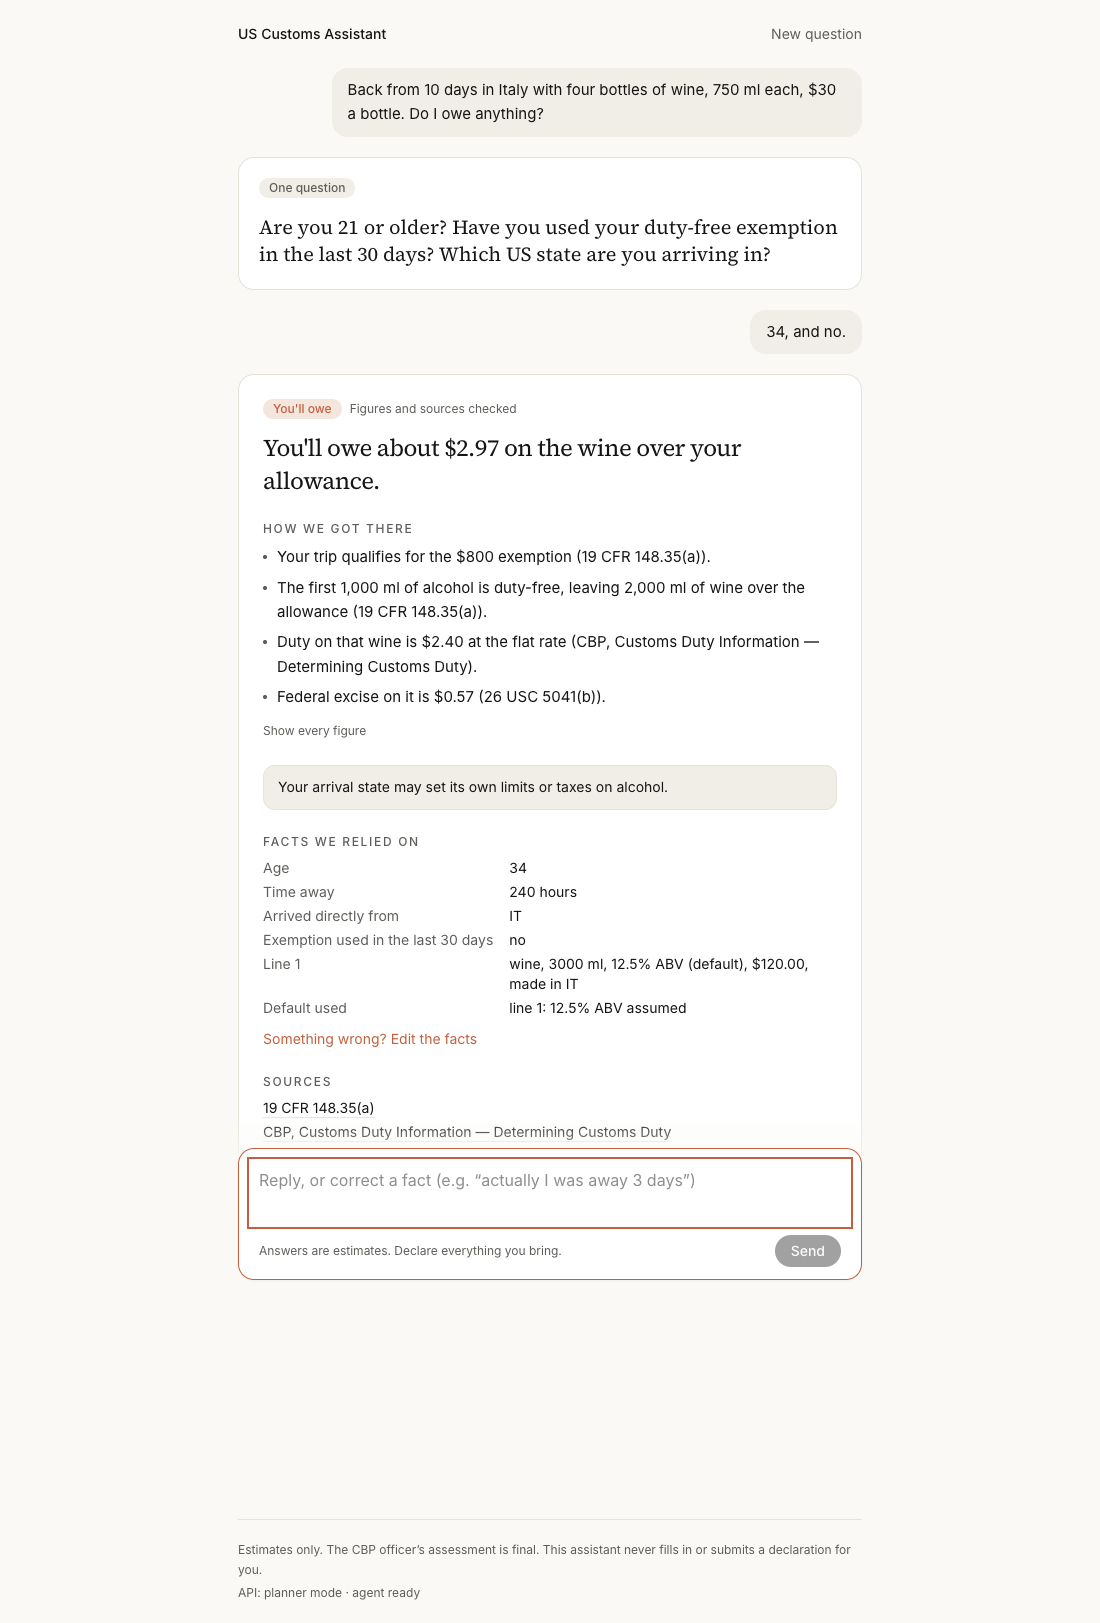 US Customs Assistant
New question
Back from 10 days in Italy with four bottles of wine, 750 ml each, $30
a bottle. Do I owe anything?
One question
Are you 21 or older? Have you used your duty-free exemption
in the last 30 days? Which US state are you arriving in?
34, and no.
You'll owe
Figures and sources checked
You'll owe about $2.97 on the wine over your
allowance.
HOW WE GOT THERE
• Your trip qualifies for the $800 exemption (19 CFR 148.35(a)).
• The first 1,000 ml of alcohol is duty-free, leaving 2,000 ml of wine over the
allowance (19 CFR 148.35(a)).
• Duty on that wine is $2.40 at the flat rate (CBP, Customs Duty Information —
Determining Customs Duty).
• Federal excise on it is $0.57 (26 USC 5041(b)).
Show every figure
Your arrival state may set its own limits or taxes on alcohol.
FACTS WE RELIED ON
Age 34
Time away 240 hours
Arrived directly from IT
Exemption used in the last 30 days no
Line 1 wine, 3000 ml, 12.5% ABV (default), $120.00,
made in IT
Default used line 1: 12.5% ABV assumed
Something wrong? Edit the facts
SOURCES
19 CFR 148.35(a)
CBP, Customs Duty Information — Determining Customs Duty
Reply, or correct a fact (e.g. “actually I was away 3 days”)
Answers are estimates. Declare everything you bring.
Send
Estimates only. The CBP officer’s assessment is final. This assistant never fills in or submits a declaration for
you.
API: planner mode · agent ready